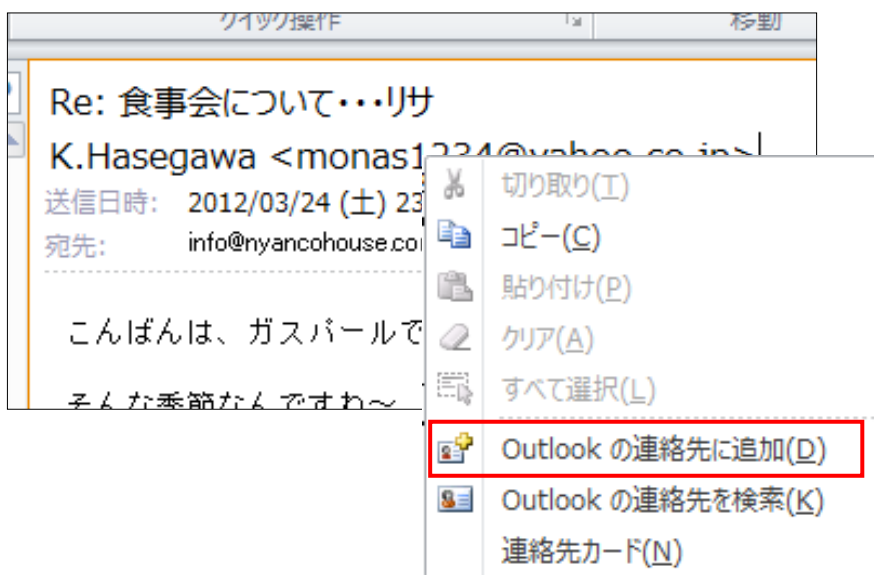 クイック操作
移動
Re: 食事会について・・・リサ
K.Hasegawa <monas1234@yahoo.co.jp>
送信日時: 2012/03/24 (土) 23
宛先: info@nyancohouse.co
こんばんは、ガスパールで
そんな季節なんですわ～
切り取り(T)
コピー(C)
貼り付け(P)
クリア(A)
すべて選択(L)
Outlook の連絡先に追加(D)
Outlook の連絡先を検索(K)
連絡先カード(N)